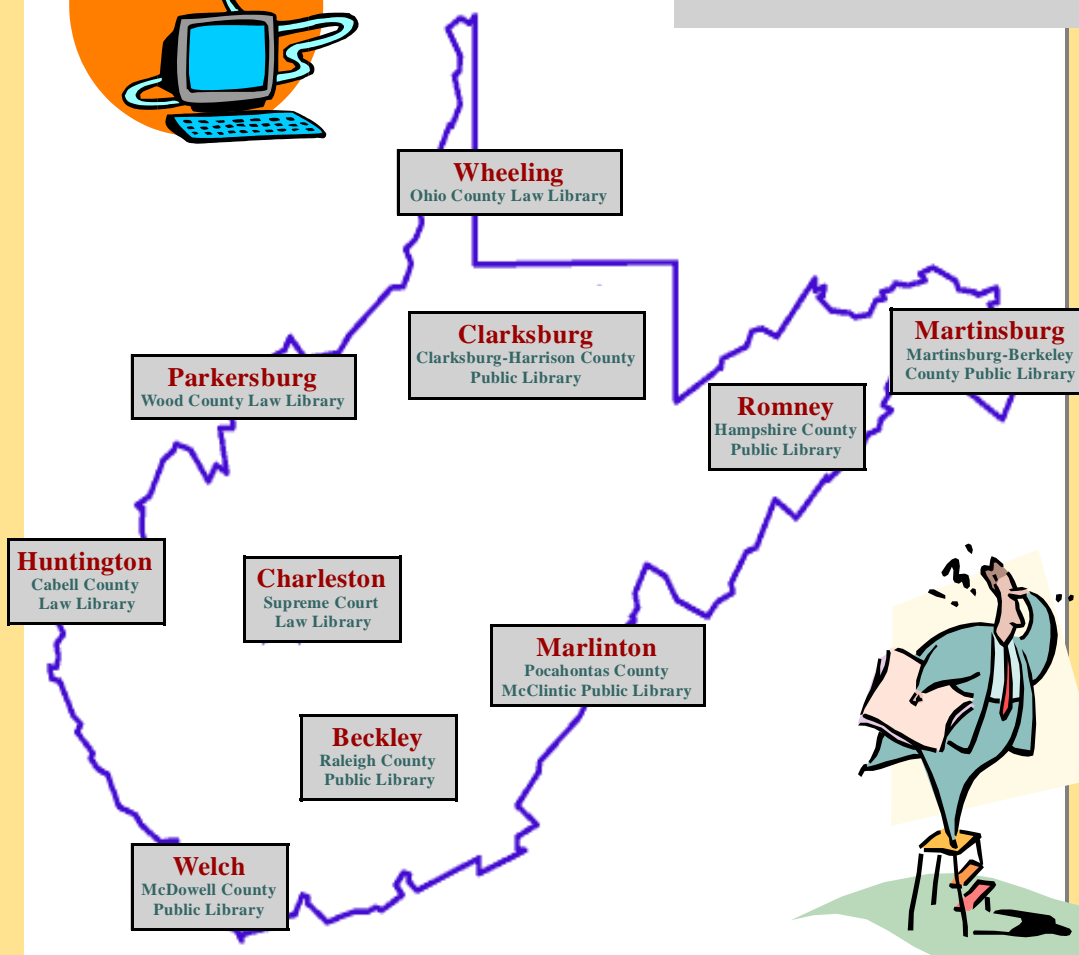 Wheeling
Ohio County Law Library
Clarksburg
Clarksburg-Harrison County
Public Library
Martinsburg
Martinsburg-Berkeley
County Public Library
Parkersburg
Wood County Law Library
Romney
Hampshire County
Public Library
Huntington
Cabell County
Law Library
Charleston
Supreme Court
Law Library
Marlinton
Pocahontas County
McClintic Public Library
Beckley
Raleigh County
Public Library
Welch
McDowell County
Public Library